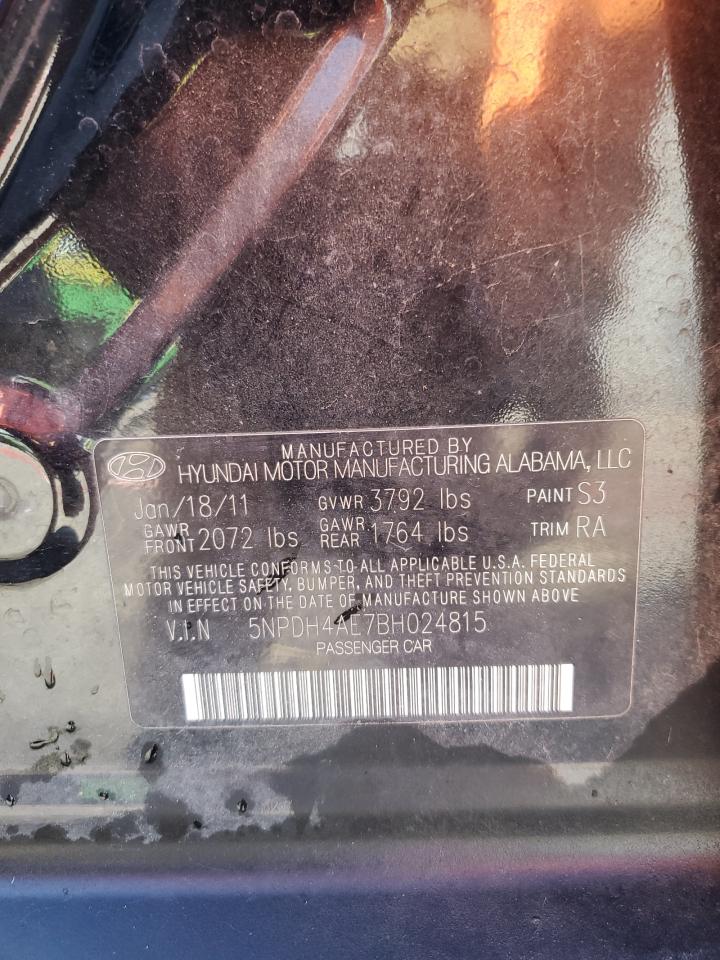 MANUFACTURED BY
HYUNDAI MOTOR MANUFACTURING ALABAMA, LLC
Jan/18/11 GVWR 3792 lbs PAINT S3
GAWR FRONT 2072 lbs GAWR REAR 1764 lbs TRIM RA
THIS VEHICLE CONFORMS TO ALL APPLICABLE U.S.A. FEDERAL
MOTOR VEHICLE SAFETY, BUMPER, AND THEFT PREVENTION STANDARDS
IN EFFECT ON THE DATE OF MANUFACTURE SHOWN ABOVE
V.I.N 5NPDH4AE7BH024815
PASSENGER CAR